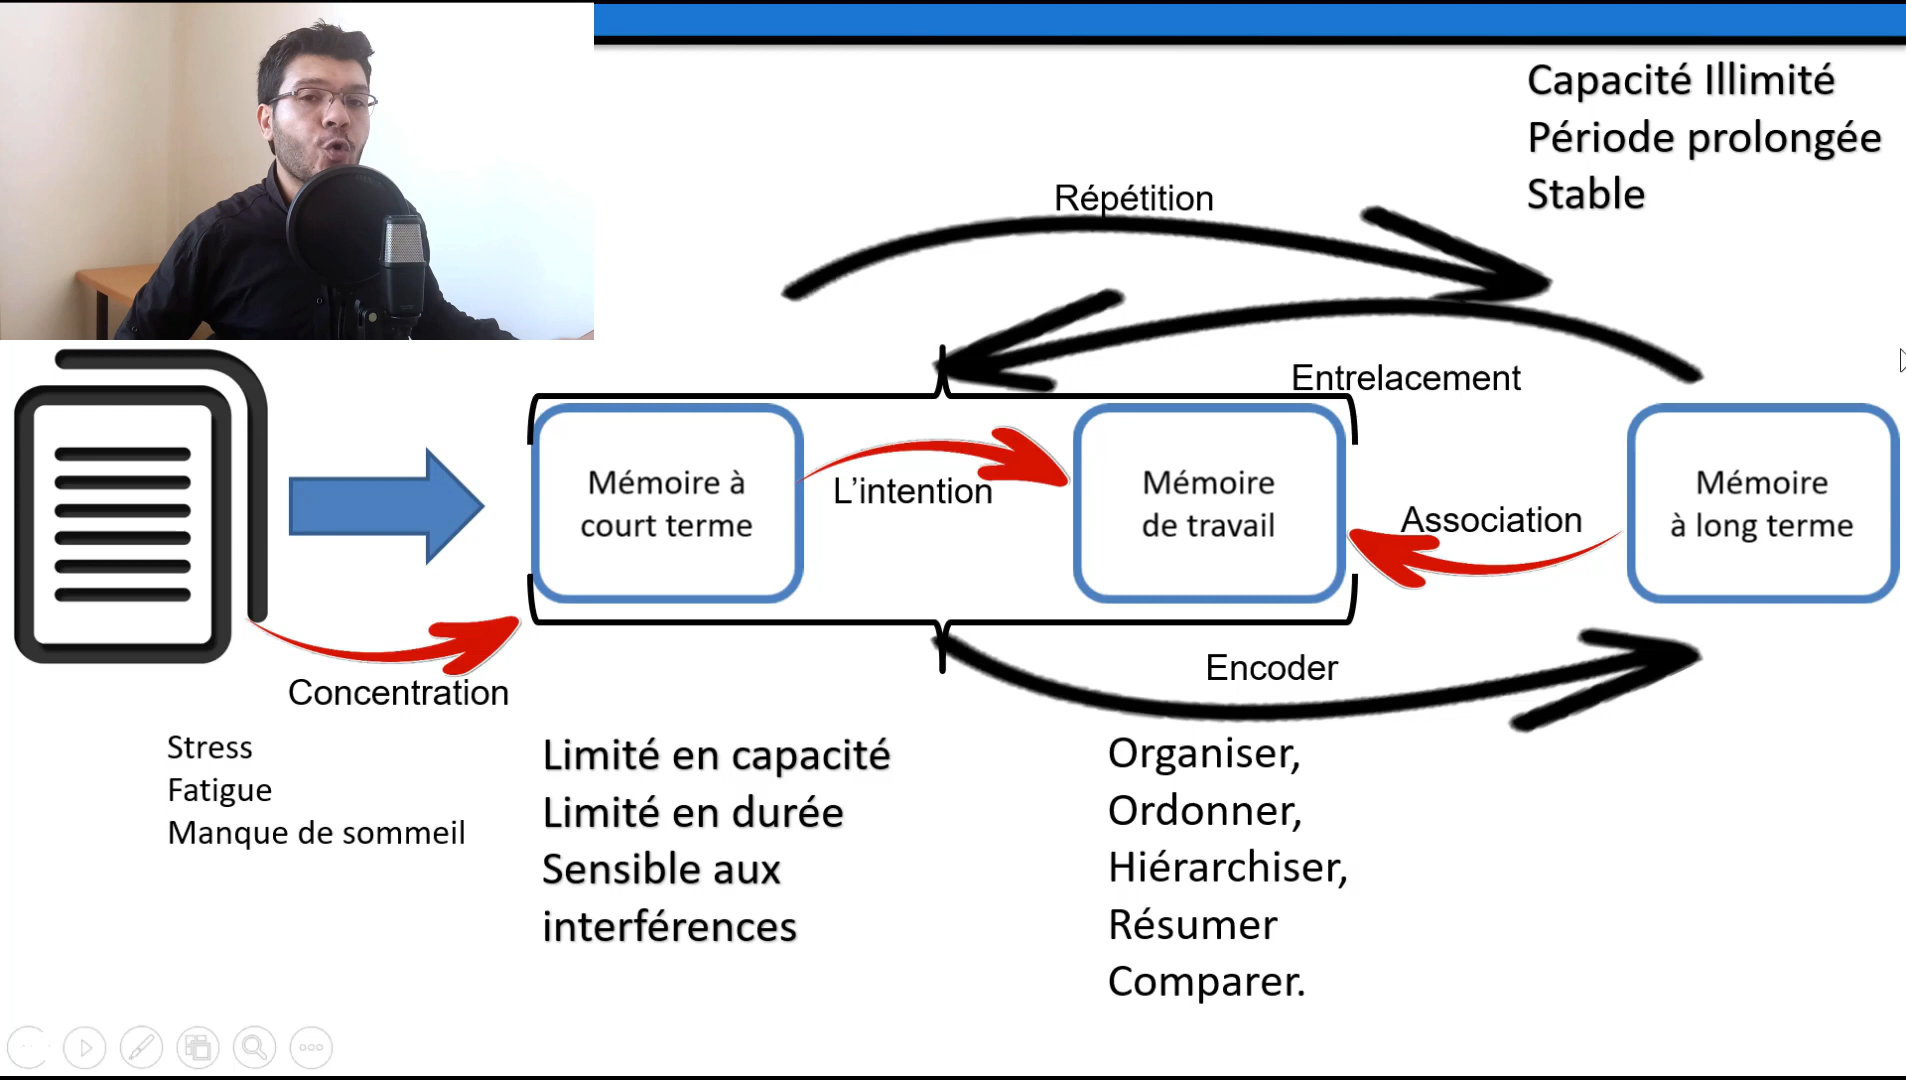 Capacité Illimité
Période prolongée
Stable
Répétition
Entrelacement
Mémoire à
court terme
L'intention
Mémoire
de travail
Association
Mémoire
à long terme
Concentration
Encoder
Stress
Fatigue
Manque de sommeil
Limité en capacité
Limité en durée
Sensible aux
interférences
Organiser,
Ordonner,
Hiérarchiser,
Résumer
Comparer.